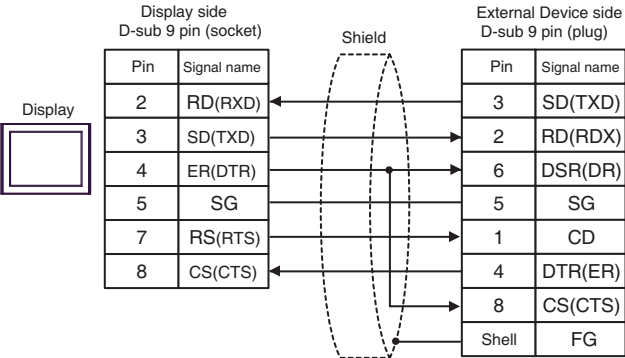 Display side
D-sub 9 pin (socket)
Shield
External Device side
D-sub 9 pin (plug)
Display
Pin Signal name
2 RD(RXD)
3 SD(TXD)
4 ER(DTR)
5 SG
7 RS(RTS)
8 CS(CTS)
Pin Signal name
3 SD(TXD)
2 RD(RDX)
6 DSR(DR)
5 SG
1 CD
4 DTR(ER)
8 CS(CTS)
Shell FG